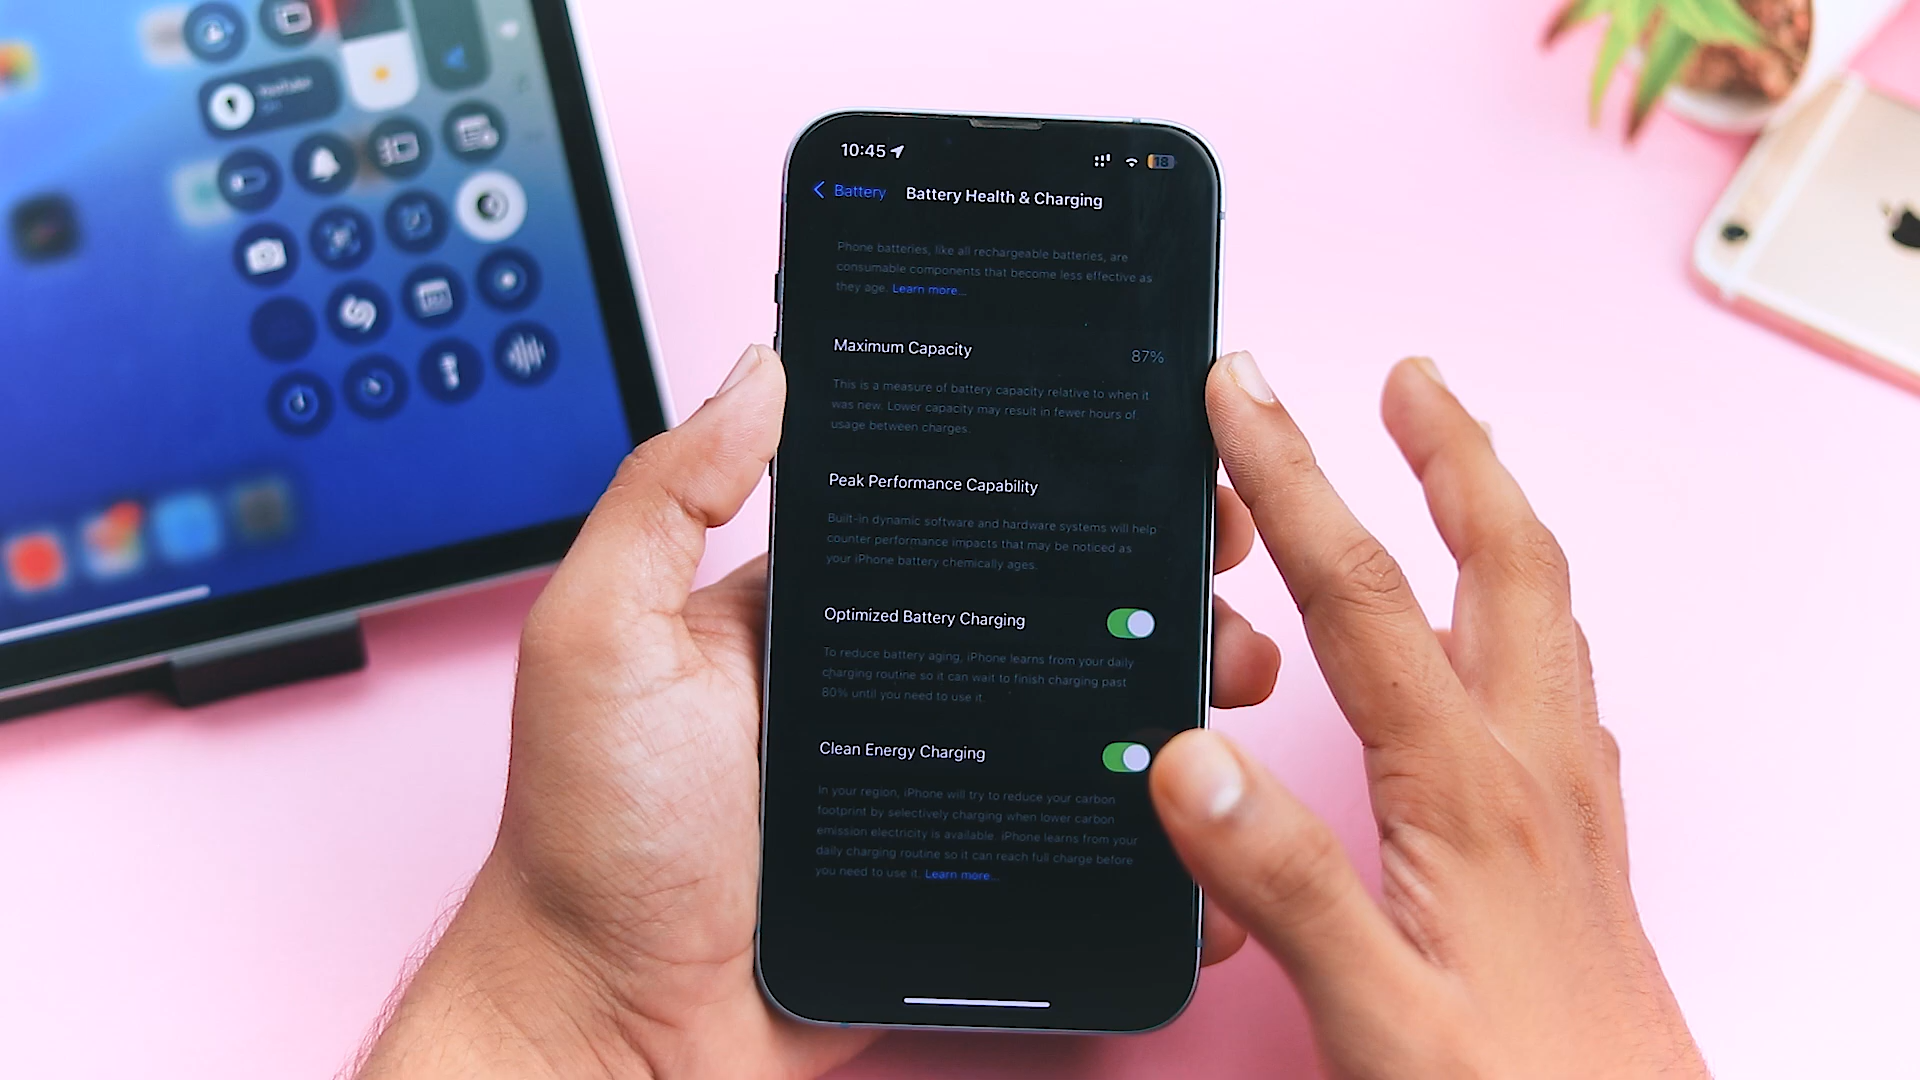 YouTube
10:45
18
Battery
Battery Health & Charging
Phone batteries, like all rechargeable batteries, are
consumable components that become less effective as
they age. Learn more...
Maximum Capacity
87%
This is a measure of battery capacity relative to when it
was new. Lower capacity may result in fewer hours of
usage between charges.
Peak Performance Capability
Built-in dynamic software and hardware systems will help
counter performance impacts that may be noticed as
your iPhone battery chemically ages.
Optimized Battery Charging
To reduce battery aging, iPhone learns from your daily
charging routine so it can wait to finish charging past
80% until you need to use it.
Clean Energy Charging
In your region, iPhone will try to reduce your carbon
footprint by selectively charging when lower carbon
emission electricity is available. iPhone learns from your
daily charging routine so it can reach full charge before
you need to use it. Learn more...